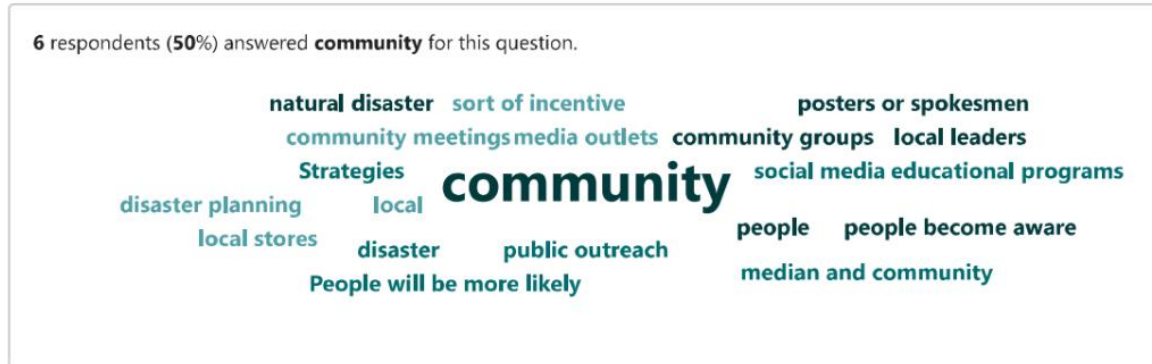 6 respondents (50%) answered community for this question.
natural disaster sort of incentive posters or spokesmen
community meetings media outlets community groups local leaders
Strategies community social media educational programs
disaster planning local
people people become aware
local stores disaster public outreach
median and community
People will be more likely